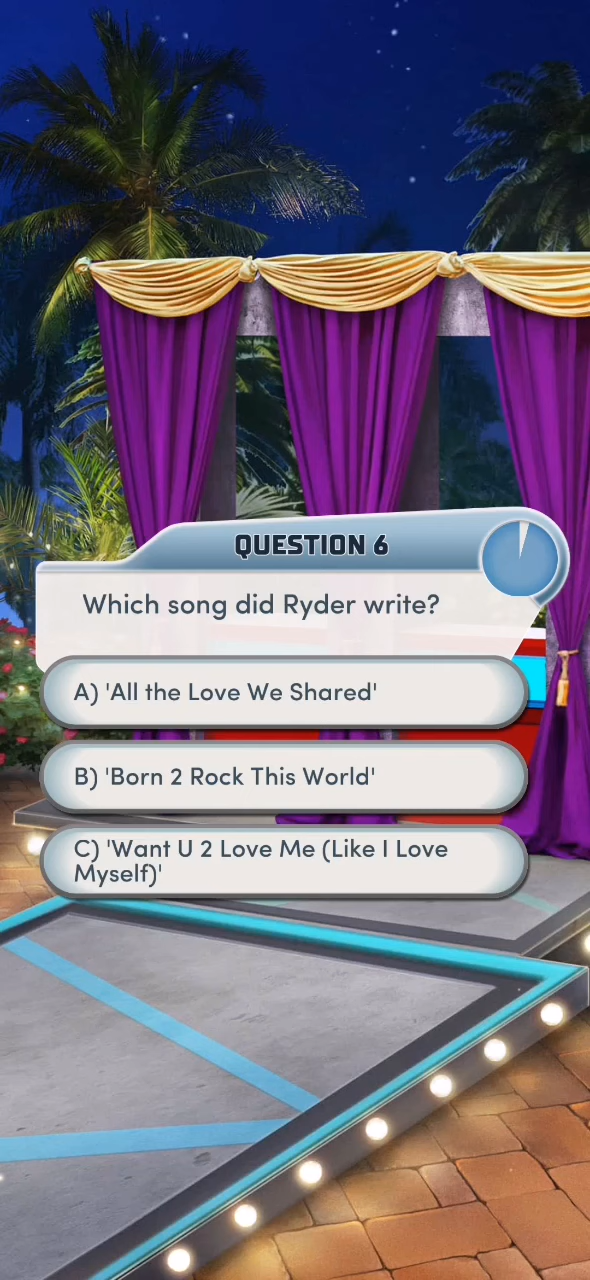 QUESTION 6
Which song did Ryder write?
A) 'All the Love We Shared'
B) 'Born 2 Rock This World'
C) 'Want U 2 Love Me (Like I Love
Myself)'